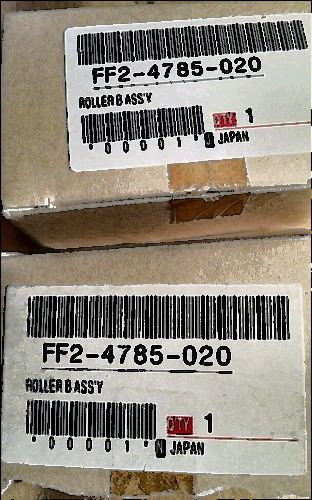 FF2-4785-020
ROLLER B ASS'Y
QTY 1
*00001*N JAPAN
FF2-4785-020
ROLLER B ASS'Y
QTY 1
*00001*N JAPAN